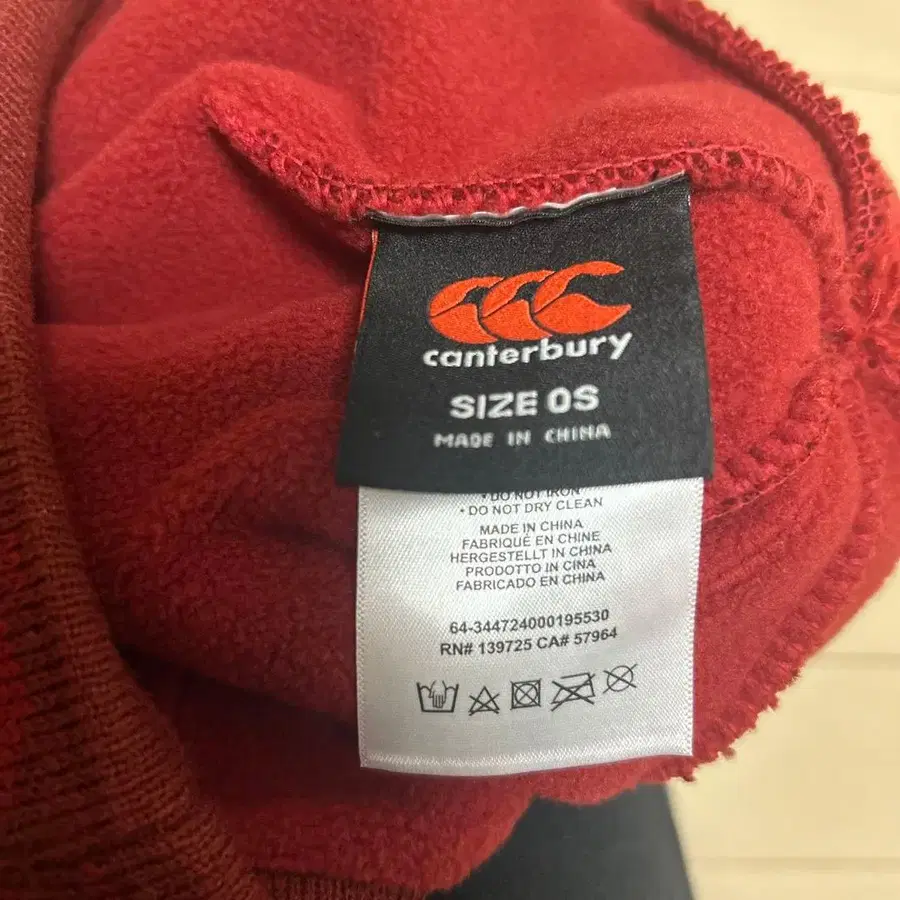 canterbury
SIZE OS
MADE IN CHINA
• DO NOT IRON
• DO NOT DRY CLEAN
MADE IN CHINA
FABRIQUÉ EN CHINE
HERGESTELLT IN CHINA
PRODOTTO IN CINA
FABRICADO EN CHINA
64-344724000195530
RN# 139725 CA# 57964